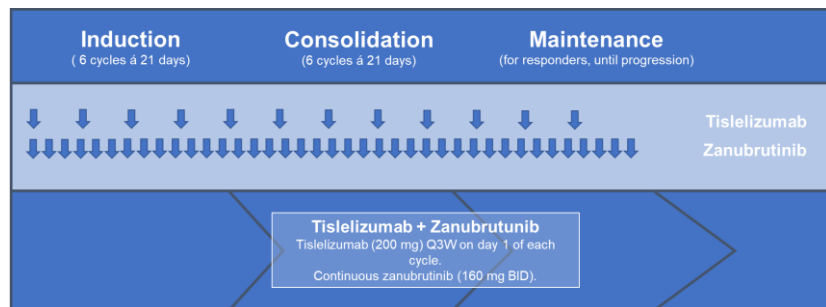 Induction
( 6 cycles á 21 days)
Consolidation
(6 cycles á 21 days)
Maintenance
(for responders, until progression)
Tislelizumab
Zanubrutinib
Tislelizumab + Zanubrutunib
Tislelizumab (200 mg) Q3W on day 1 of each
cycle.
Continuous zanubrutinib (160 mg BID).